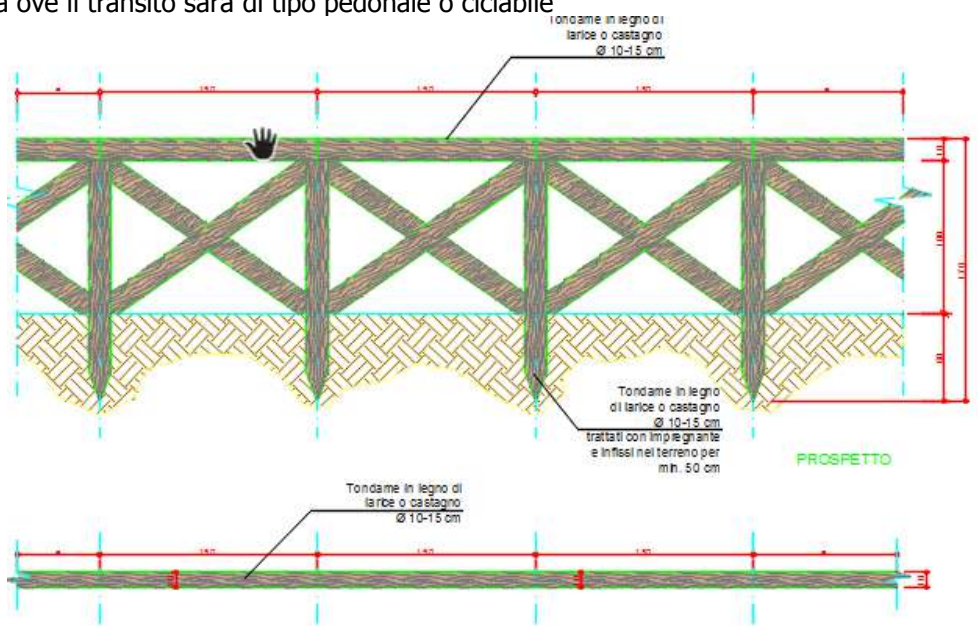 a ove il transito sarà di tipo pedonale o ciclabile
Tondame in legno di
larice o castagno
Ø 10-15 cm
150
150
150
100
170
Tondame in legno
di larice o castagno
Ø 10-15 cm
trattati con impregnante
e infissi nel terreno per
min. 50 cm
PROSPETTO
Tondame in legno di
larice o castagno
Ø 10-15 cm
150
150
150